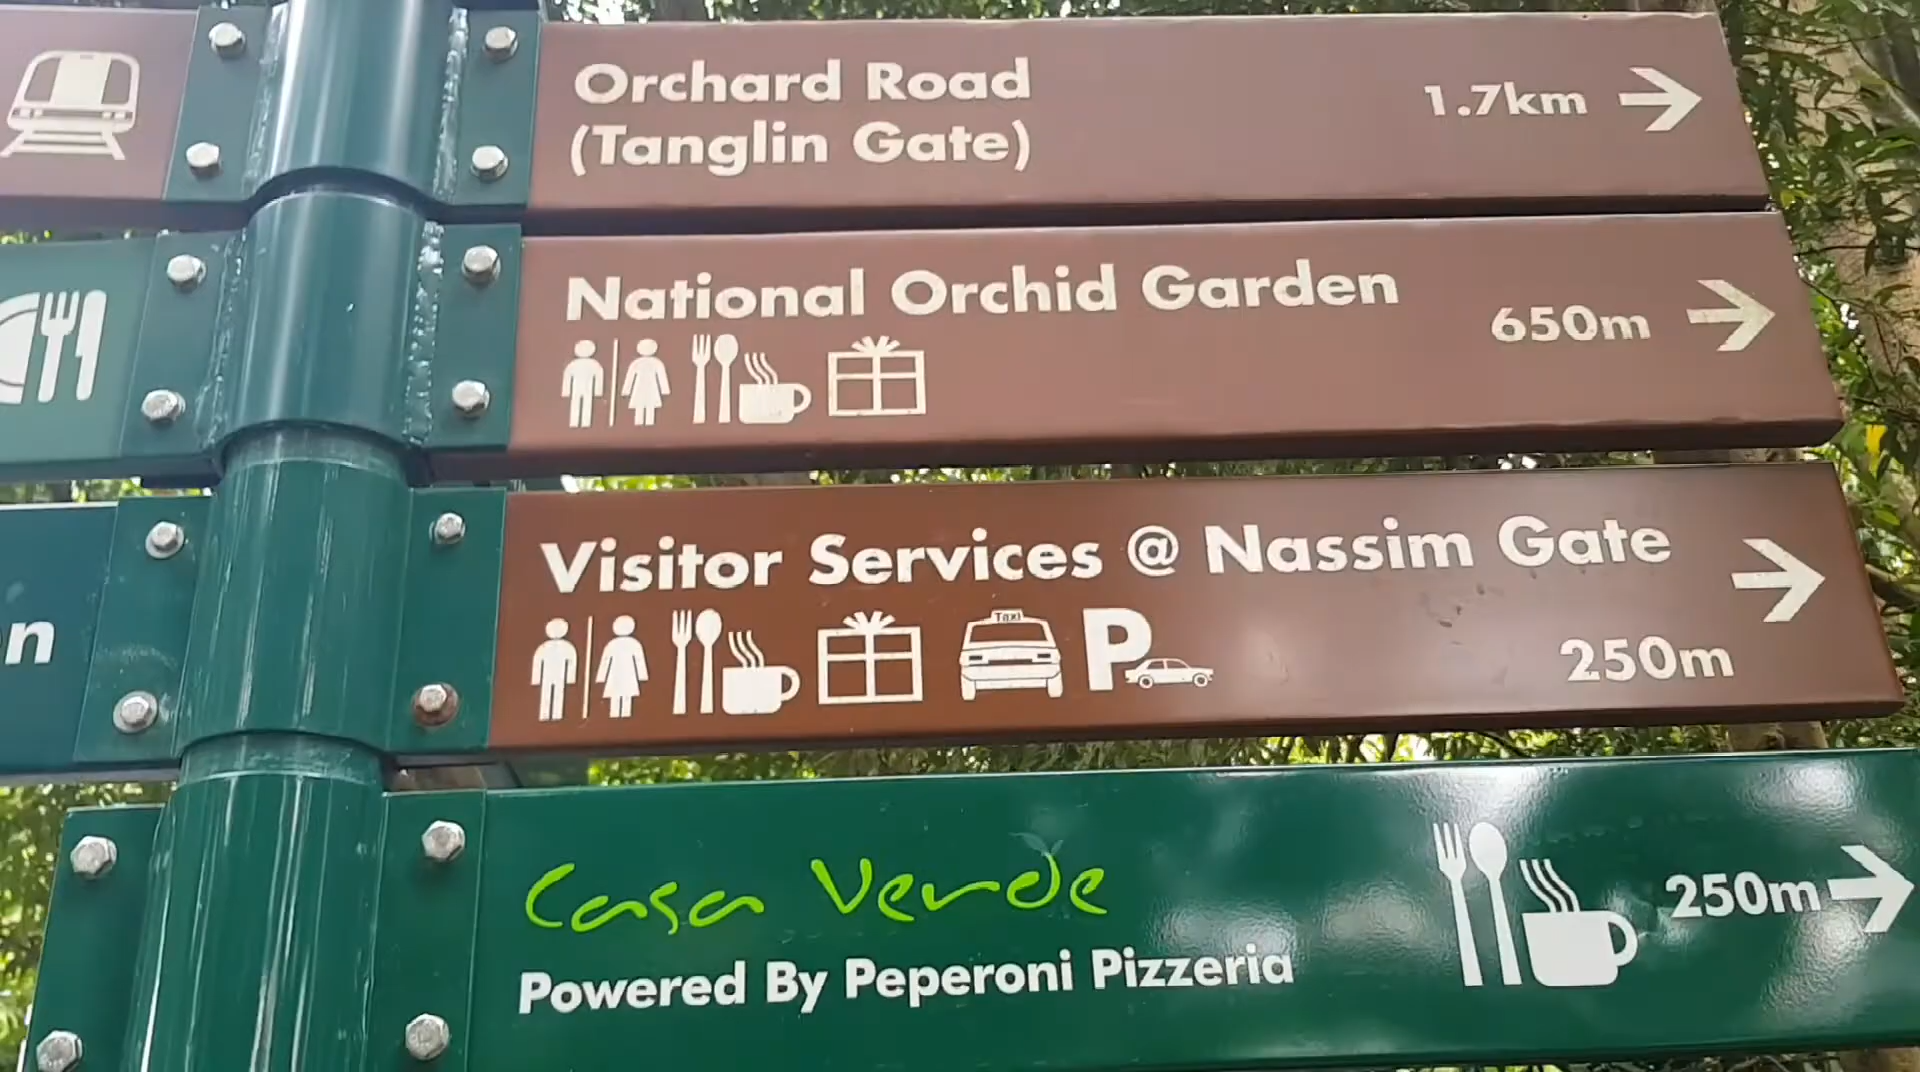 Orchard Road
(Tanglin Gate)
1.7km
National Orchid Garden
650m
Visitor Services @ Nassim Gate
Taxi
P
250m
Casa Verde
250m
Powered By Peperoni Pizzeria